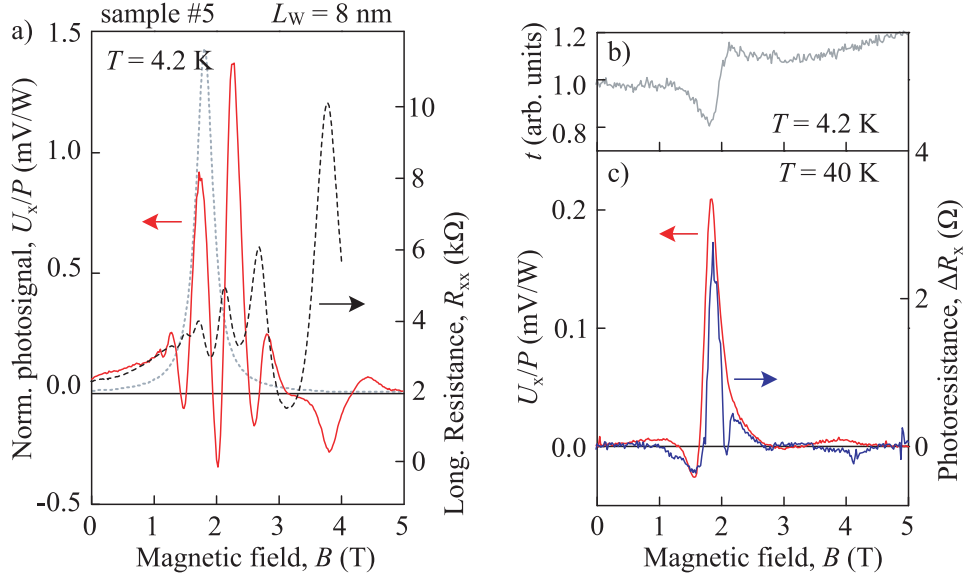 sample #5 L_W = 8 nm
a)
T = 4.2 K
Norm. photosignal, U_x/P (mV/W)
1.5
1.0
0.5
0.0
-0.5
0 1 2 3 4 5
Magnetic field, B (T)
10
8
6
4
2
0
Long. Resistance, R_xx (kΩ)
b)
T = 4.2 K
t (arb. units)
1.2
1.0
0.8
c)
T = 40 K
U_x/P (mV/W)
0.2
0.1
0.0
0 1 2 3 4 5
Magnetic field, B (T)
4
2
0
Photoresistance, ΔR_x (Ω)